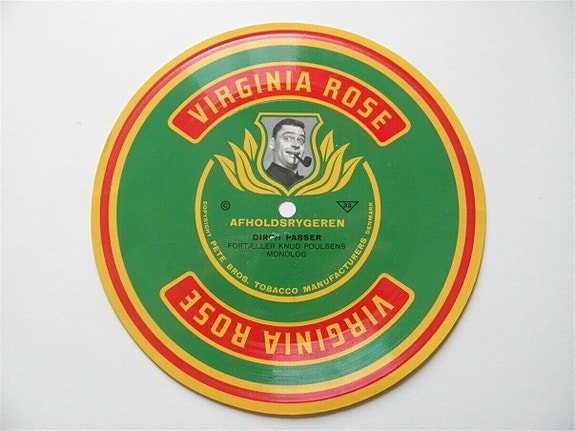 VIRGINIA ROSE
©
33
AFHOLDSRYGEREN
DIRCH PASSER
FORTÆLLER KNUD POULSENS
MONOLOG
COPYRIGHT PETE BROS. TOBACCO MANUFACTURERS DENMARK
VIRGINIA ROSE